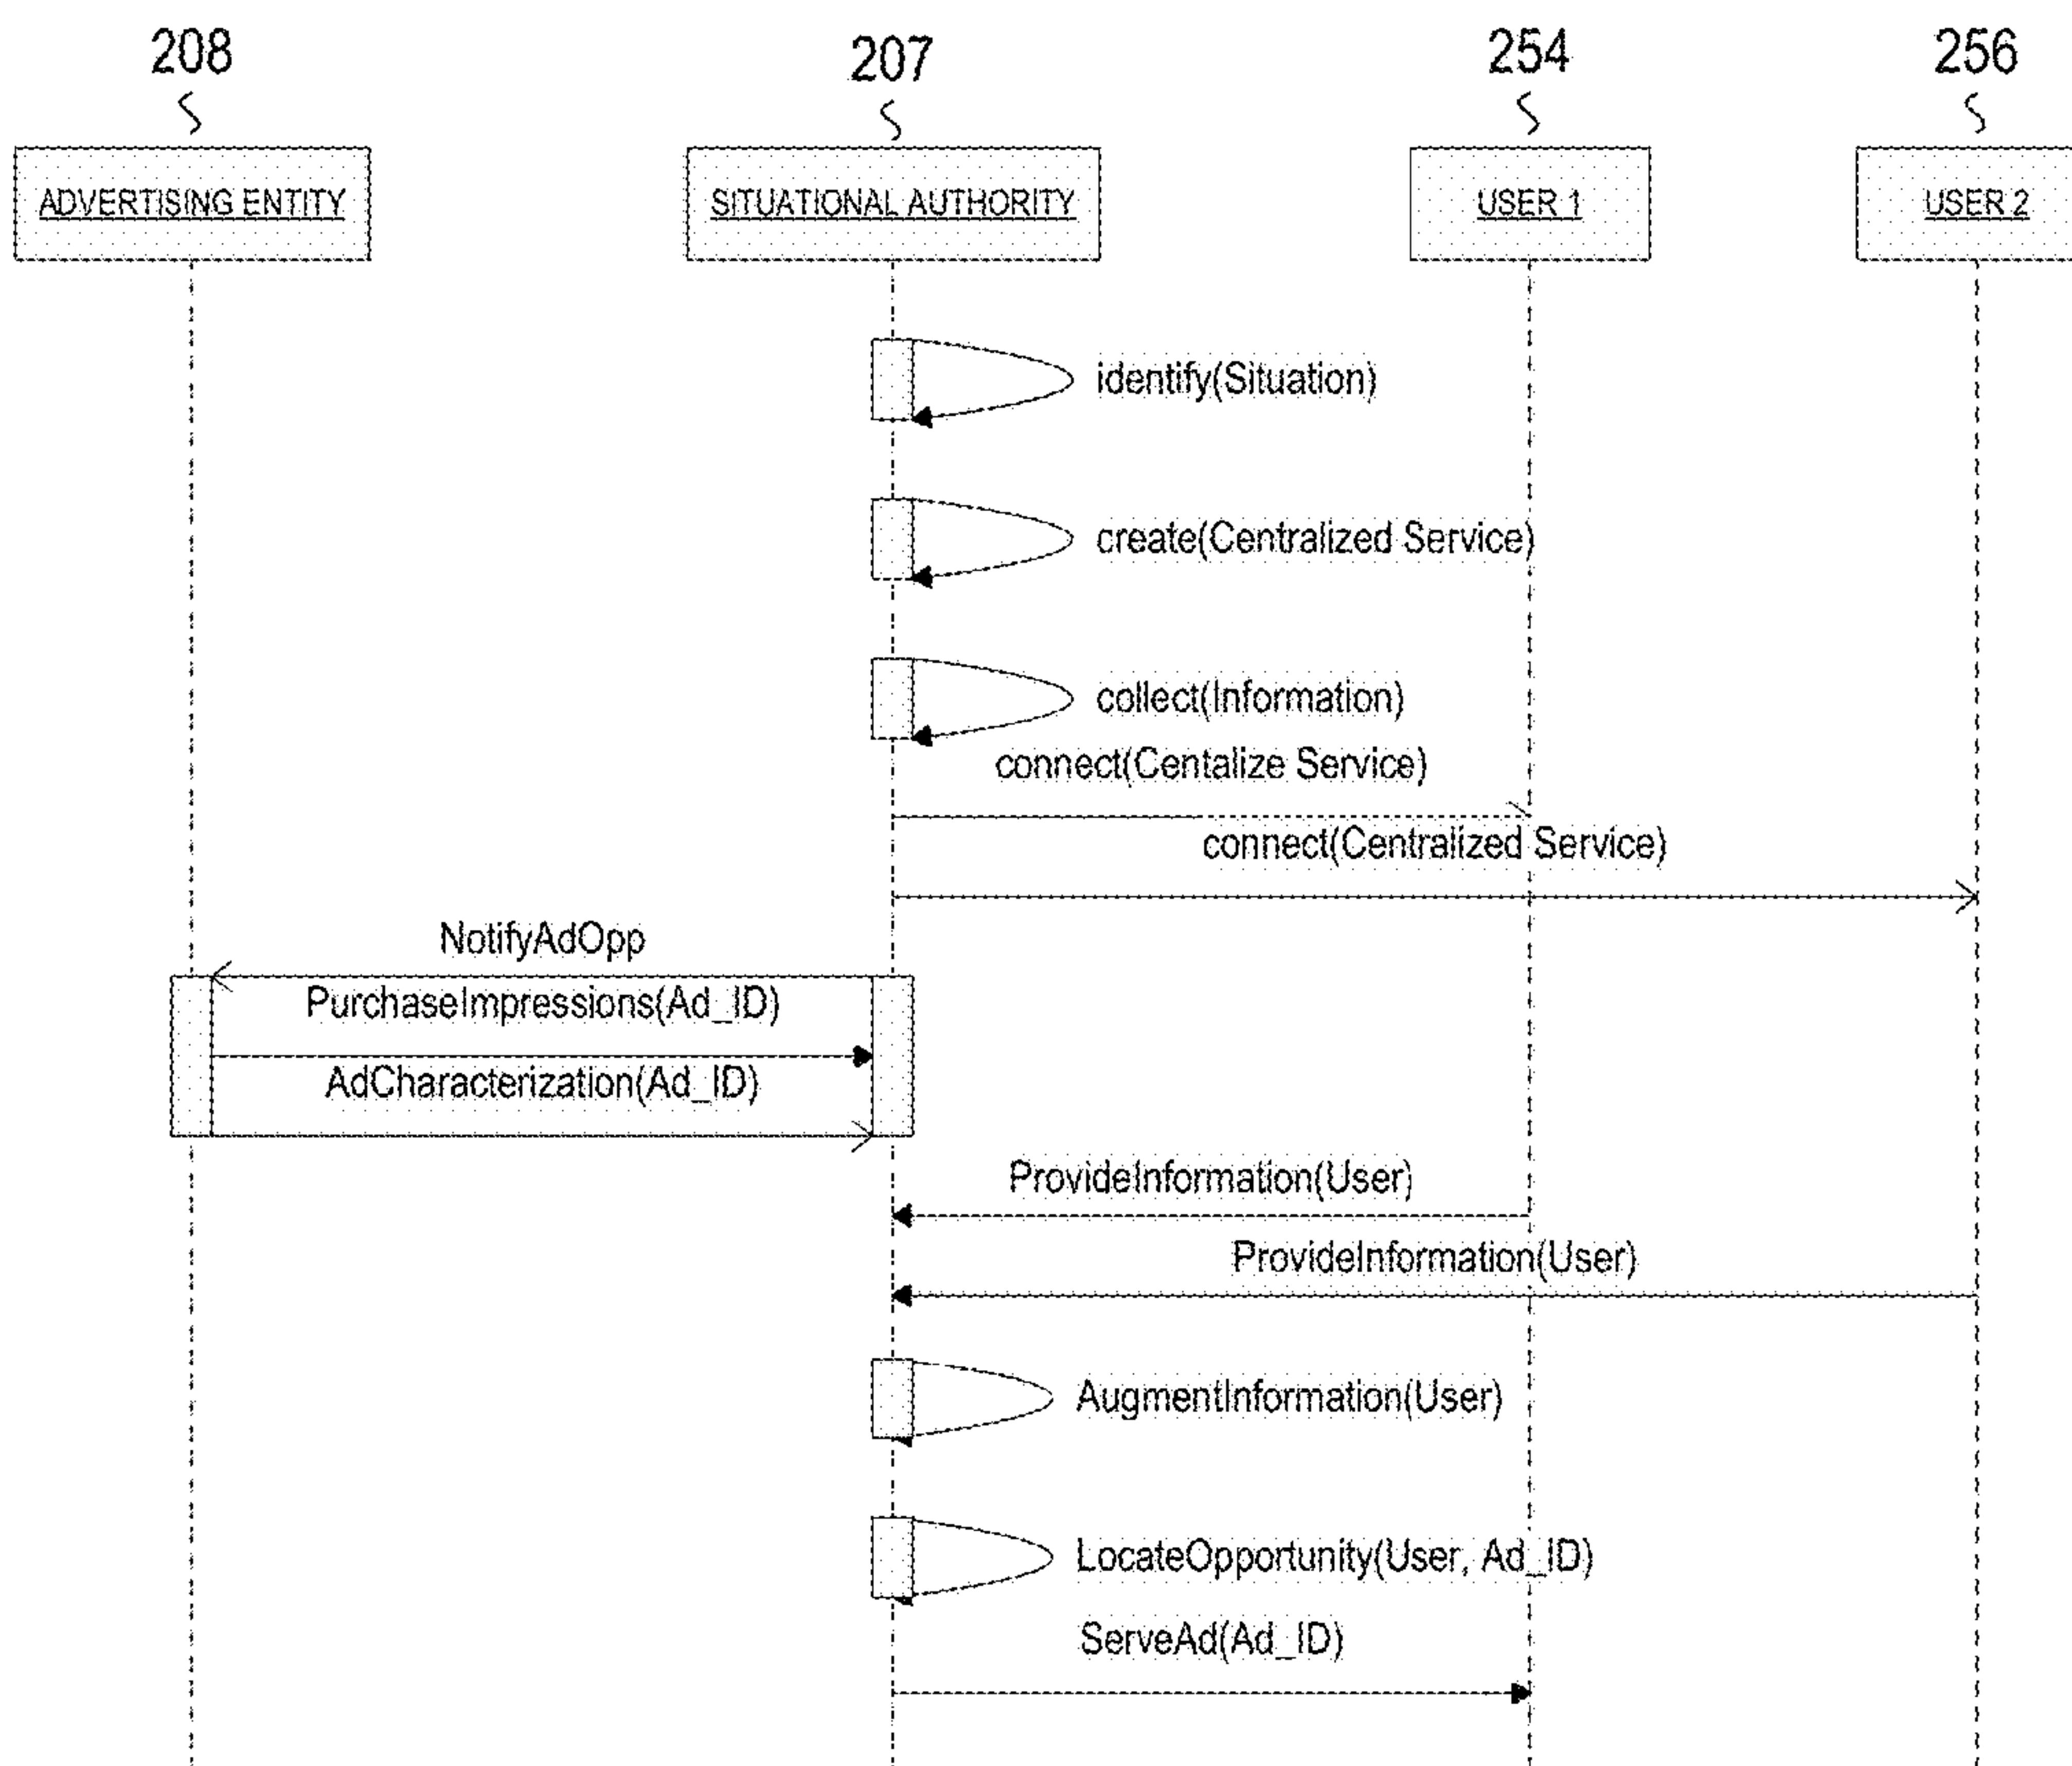 208
207
254
256
ADVERTISING ENTITY
SITUATIONAL AUTHORITY
USER 1
USER 2
identify(Situation)
create(Centralized Service)
collect(Information)
connect(Centalize Service)
connect(Centralized Service)
NotifyAdOpp
PurchaseImpressions(Ad_ID)
AdCharacterization(Ad_ID)
ProvideInformation(User)
ProvideInformation(User)
AugmentInformation(User)
LocateOpportunity(User, Ad_ID)
ServeAd(Ad_ID)